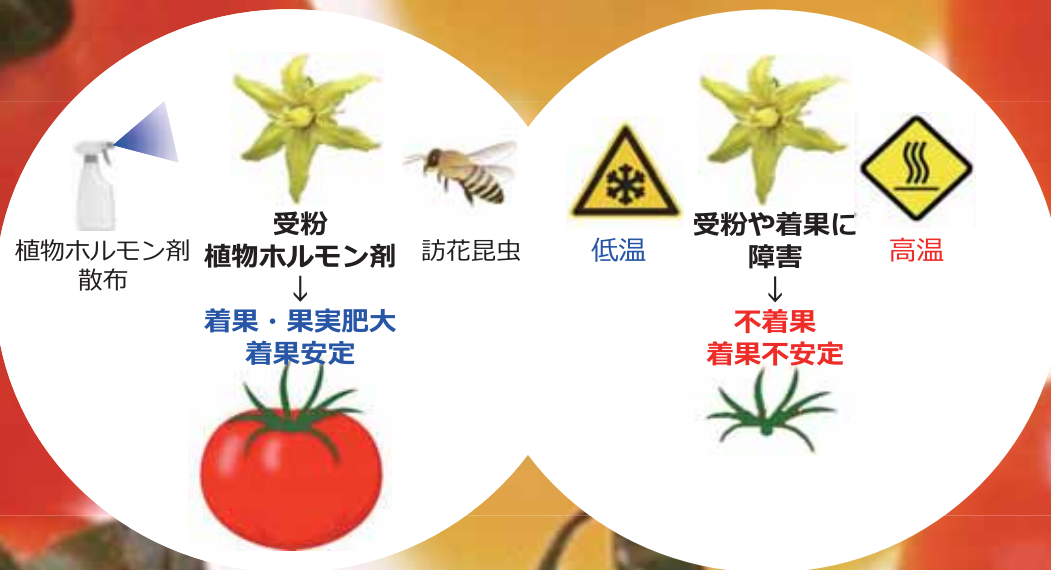 植物ホルモン剤
散布
受粉
植物ホルモン剤
訪花昆虫
↓
着果・果実肥大
着果安定
低温
受粉や着果に
障害
高温
↓
不着果
着果不安定